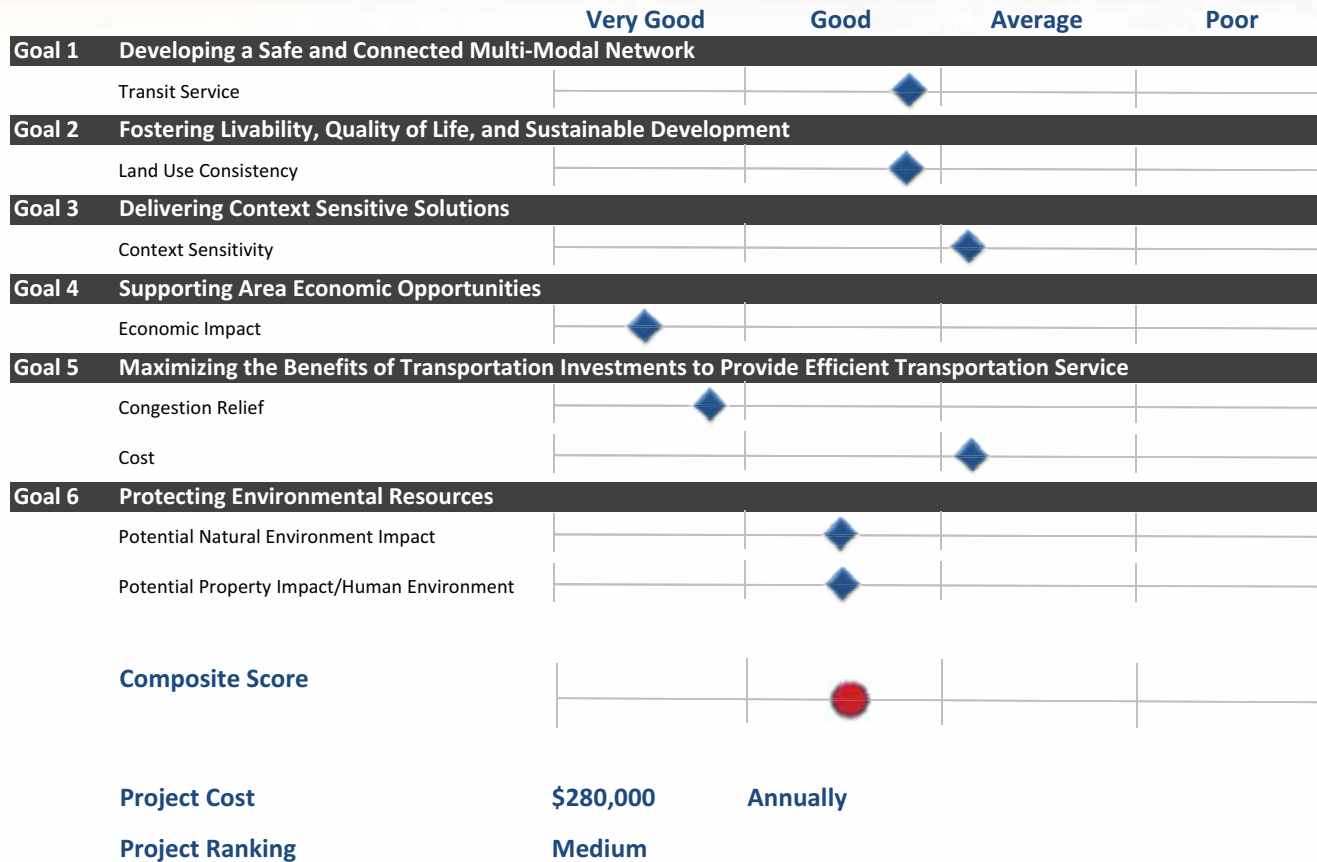 Very Good Good Average Poor
Goal 1 Developing a Safe and Connected Multi-Modal Network
Transit Service
Goal 2 Fostering Livability, Quality of Life, and Sustainable Development
Land Use Consistency
Goal 3 Delivering Context Sensitive Solutions
Context Sensitivity
Goal 4 Supporting Area Economic Opportunities
Economic Impact
Goal 5 Maximizing the Benefits of Transportation Investments to Provide Efficient Transportation Service
Congestion Relief
Cost
Goal 6 Protecting Environmental Resources
Potential Natural Environment Impact
Potential Property Impact/Human Environment
Composite Score
Project Cost $280,000 Annually
Project Ranking Medium